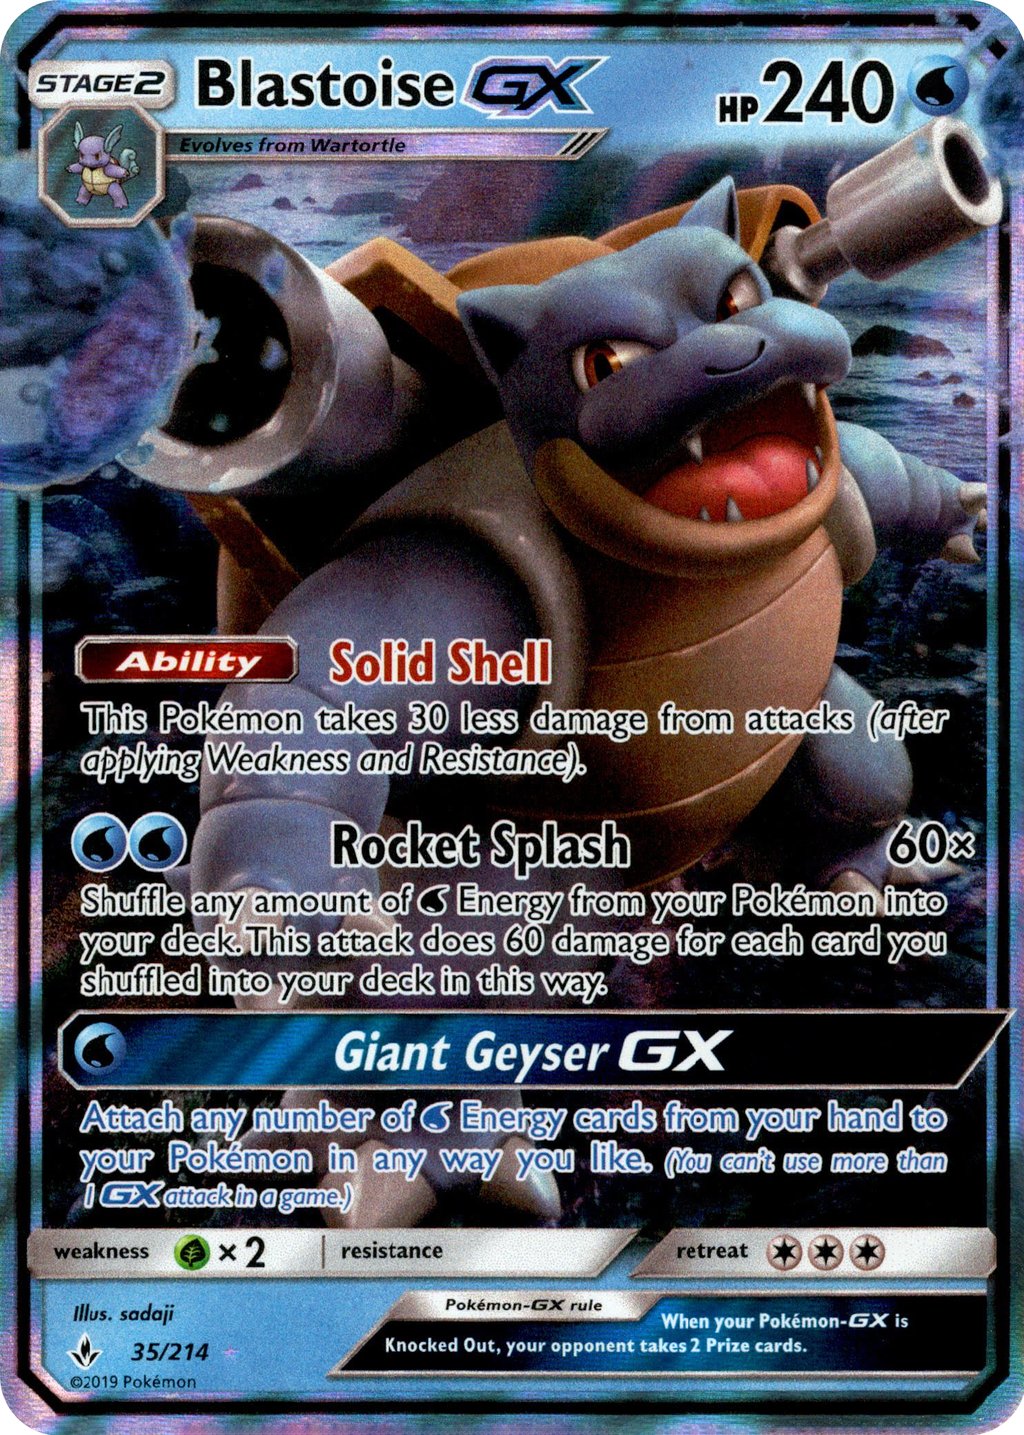 STAGE 2 Blastoise GX HP 240
Evolves from Wartortle
Ability Solid Shell
This Pokémon takes 30 less damage from attacks (after
applying Weakness and Resistance).
Rocket Splash 60×
Shuffle any amount of Energy from your Pokémon into
your deck. This attack does 60 damage for each card you
shuffled into your deck in this way.
Giant Geyser GX
Attach any number of Energy cards from your hand to
your Pokémon in any way you like. (You can't use more than
1 GX attack in a game.)
weakness ×2 resistance retreat
Illus. sadaji
Pokémon-GX rule
When your Pokémon-GX is
Knocked Out, your opponent takes 2 Prize cards.
35/214
©2019 Pokémon